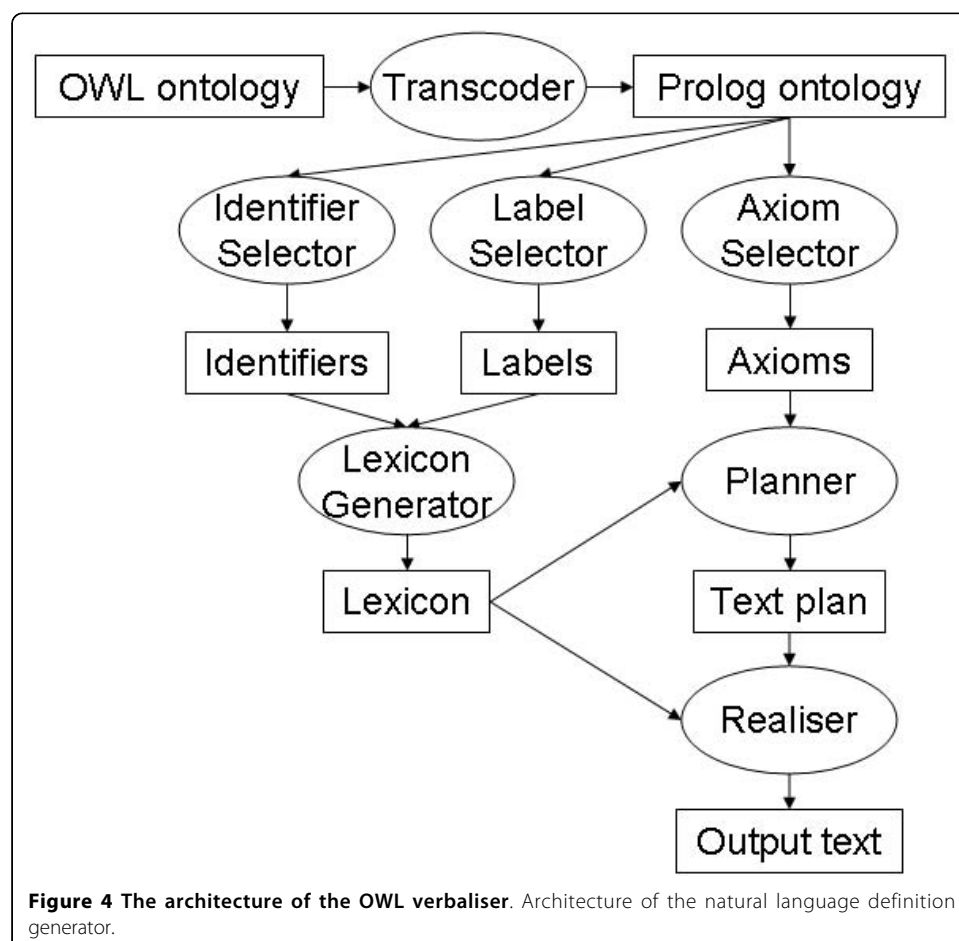 OWL ontology
Transcoder
Prolog ontology
Identifier
Selector
Label
Selector
Axiom
Selector
Identifiers
Labels
Axioms
Lexicon
Generator
Planner
Lexicon
Text plan
Realiser
Output text
Figure 4 The architecture of the OWL verbaliser. Architecture of the natural language definition
generator.